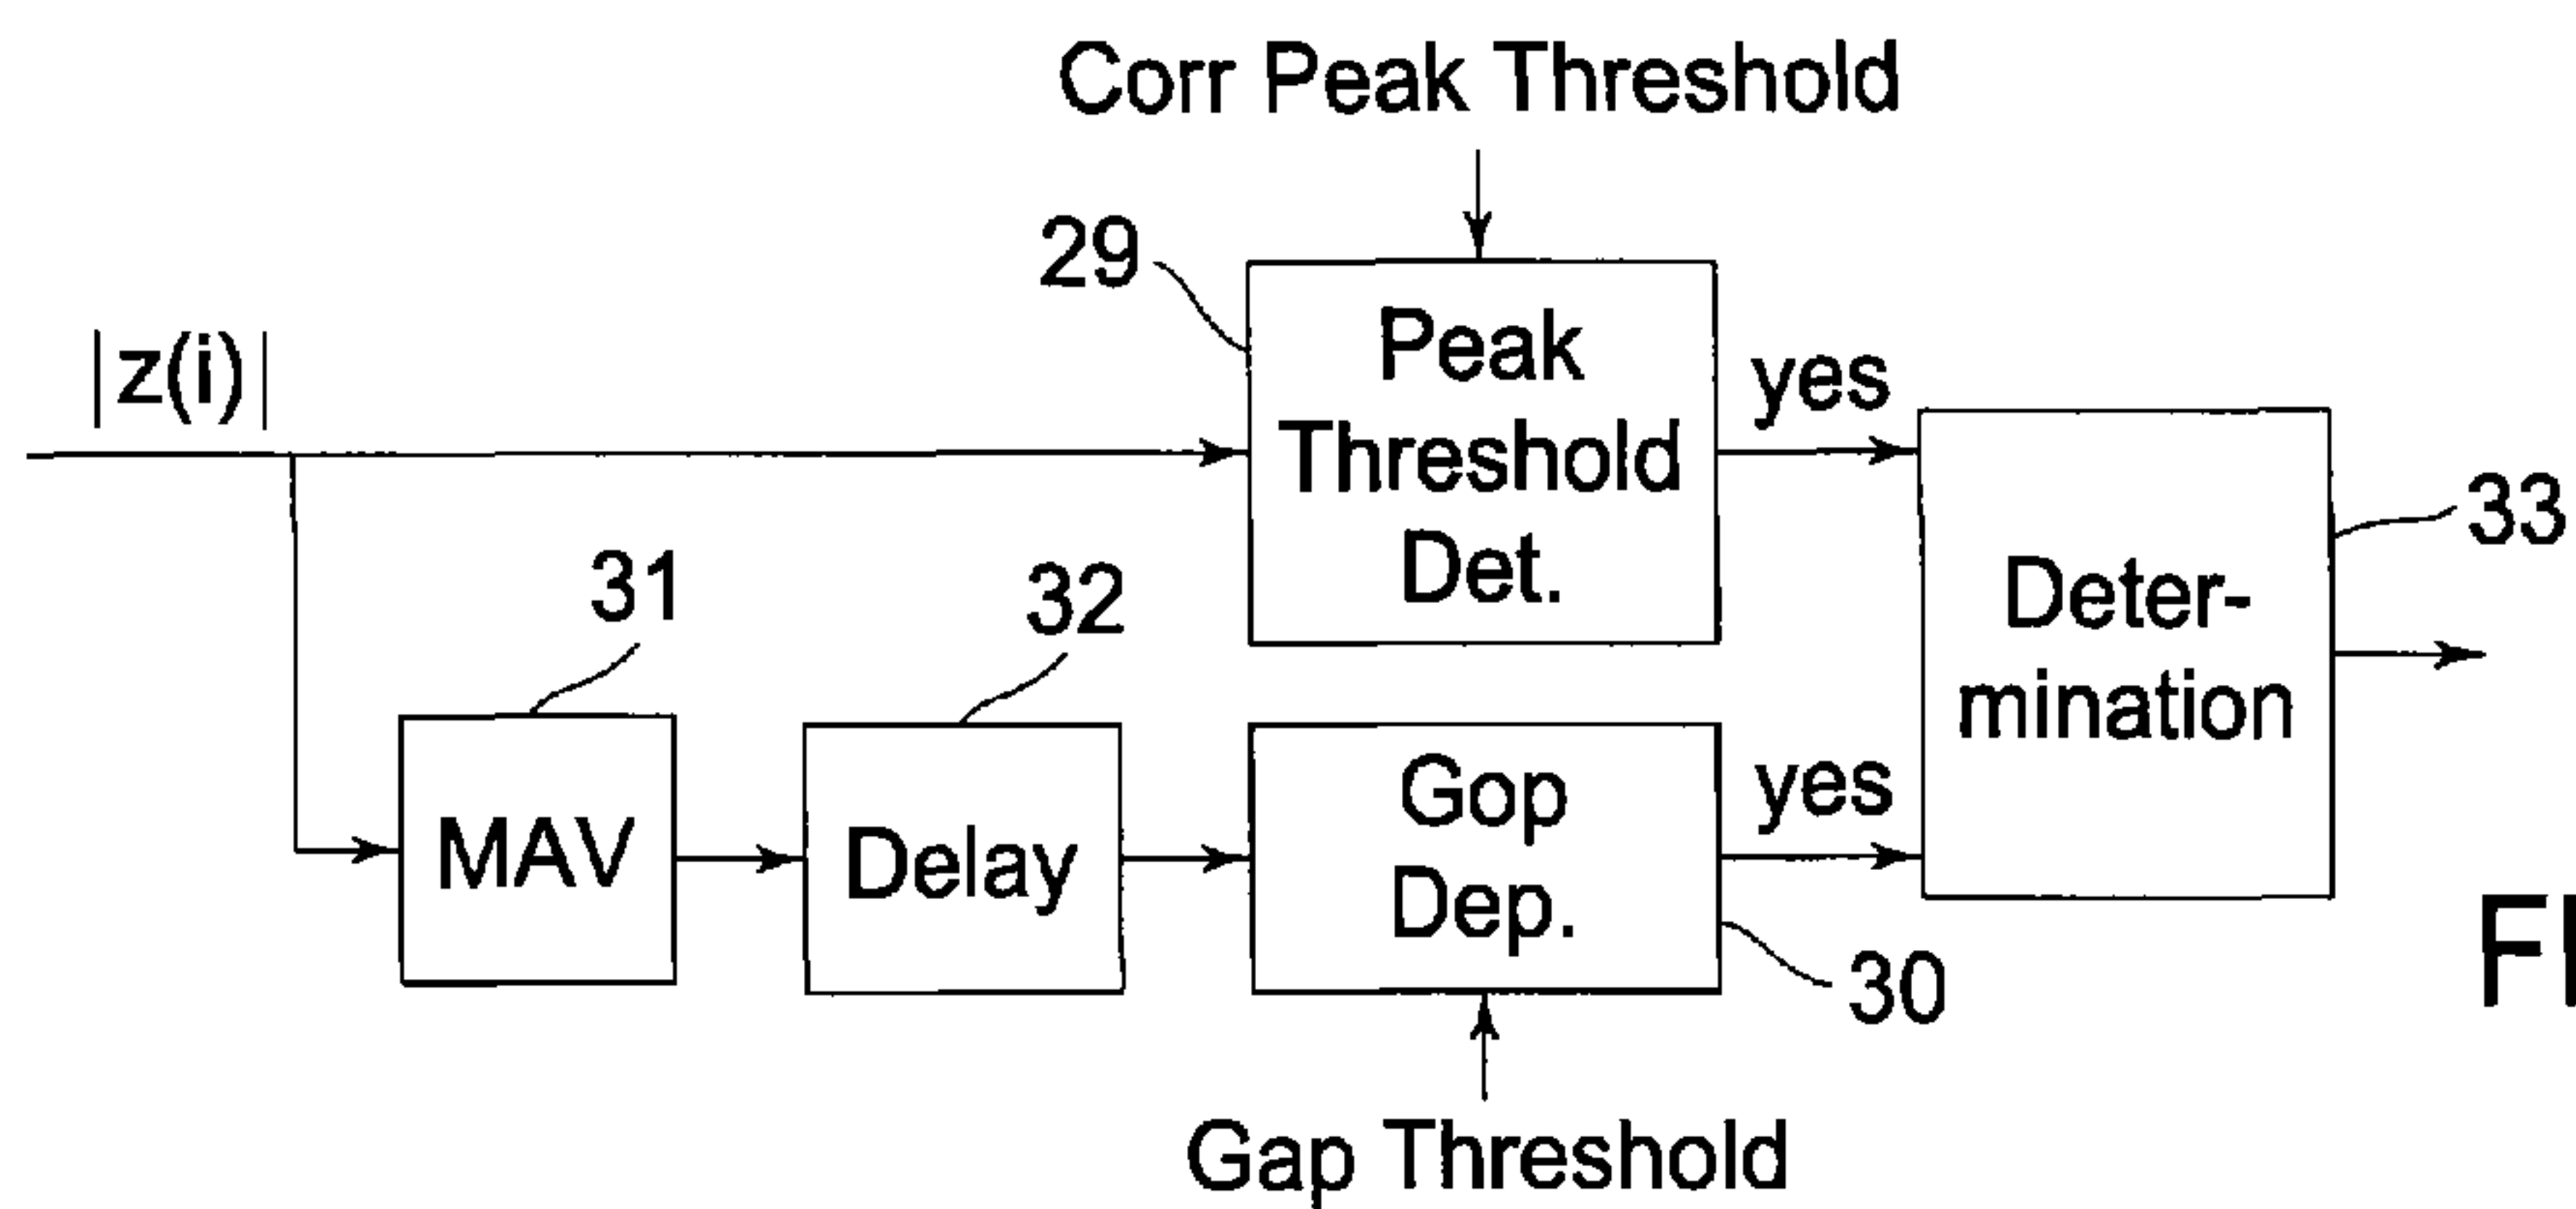 Corr Peak Threshold
29
|z(i)|
Peak
Threshold
Det.
yes
33
31
32
Deter-
mination
MAV
Delay
Gop
Dep.
yes
30
Gap Threshold